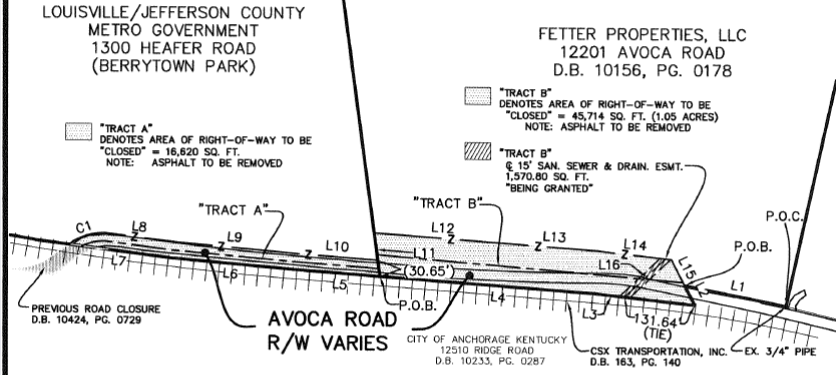 LOUISVILLE/JEFFERSON COUNTY
METRO GOVERNMENT
1300 HEAFER ROAD
(BERRYTOWN PARK)
FETTER PROPERTIES, LLC
12201 AVOCA ROAD
D.B. 10156, PG. 0178
"TRACT A"
DENOTES AREA OF RIGHT-OF-WAY TO BE
"CLOSED" = 16,620 SQ. FT.
NOTE: ASPHALT TO BE REMOVED
"TRACT B"
DENOTES AREA OF RIGHT-OF-WAY TO BE
"CLOSED" = 45,714 SQ. FT. (1.05 ACRES)
NOTE: ASPHALT TO BE REMOVED
"TRACT B"
℄ 15' SAN. SEWER & DRAIN. ESMT.
1,570.80 SQ. FT.
"BEING GRANTED"
"TRACT A"
"TRACT B"
P.O.C.
P.O.B.
C1
L8
Z
L9
Z
L10
Z
L7
L6
L5
L12
Z
L13
Z
L14
Z
L11
(30.65')
L16
L15
L2
L1
L4
L3
P.O.B.
131.64
(TIE)
PREVIOUS ROAD CLOSURE
D.B. 10424, PG. 0729
AVOCA ROAD
R/W VARIES
CITY OF ANCHORAGE KENTUCKY
12510 RIDGE ROAD
D.B. 10233, PG. 0287
CSX TRANSPORTATION, INC.
D.B. 163, PG. 140
EX. 3/4" PIPE